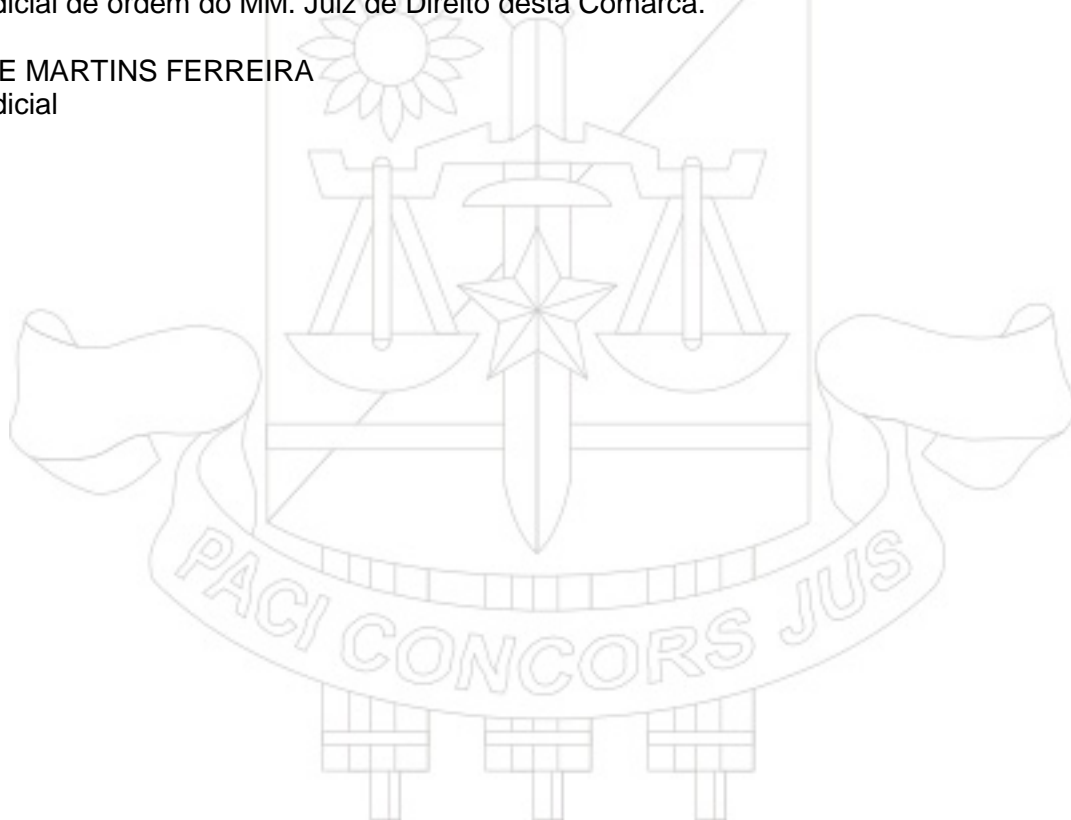 dicial de ordem do MM. Juiz de Direito desta Comarca.
E MARTINS FERREIRA
dicial
PACI CONCORS JUS